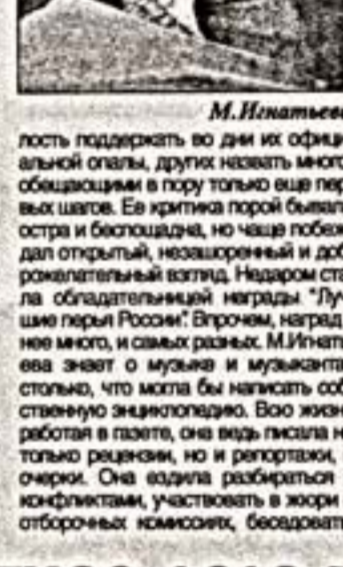 М.Игнатьева
лость поддержать во дни их офици
альной опалы, других назвать много
обещающими в пору только еще пер
вых шагов. Ее критика порой бывал
остра и беспощадна, но чаще побеж
дал открытый, незашоренный и доб
рожелательный взгляд. Недаром ста
ла обладательницей награды "Луч
шие перья России". Впрочем, наград
нее много, и самых разных. М.Игнать
ева знает о музыке и музыканта
столько, что могла бы написать соб
ственную энциклопедию. Всю жизн
работая в газете, она ведь писала н
только рецензии, но и репортажи,
очерки. Она ездила разбираться
конфликтами, участвовать в жюри
отборочных комиссиях, беседовать